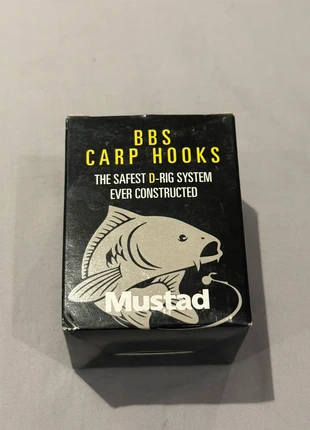 BBS
CARP HOOKS
THE SAFEST D-RIG SYSTEM
EVER CONSTRUCTED
Mustad